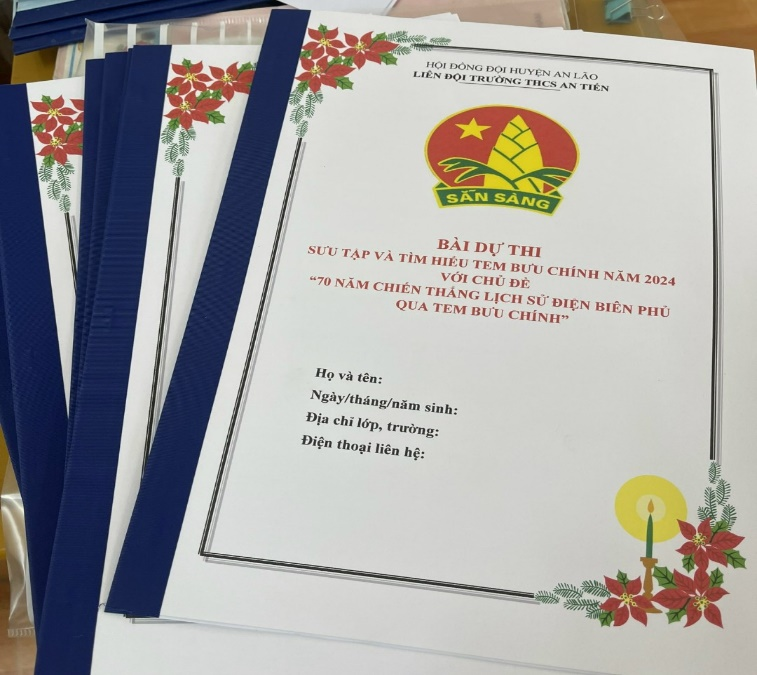 HỘI ĐỒNG ĐỘI HUYỆN AN LÃO
LIÊN ĐỘI TRƯỜNG THCS AN TIẾN
SẴN SÀNG
BÀI DỰ THI
SƯU TẬP VÀ TÌM HIỂU TEM BƯU CHÍNH NĂM 2024
VỚI CHỦ ĐỀ
“70 NĂM CHIẾN THẮNG LỊCH SỬ ĐIỆN BIÊN PHỦ
QUA TEM BƯU CHÍNH”
Họ và tên:
Ngày/tháng/năm sinh:
Địa chỉ lớp, trường:
Điện thoại liên hệ: